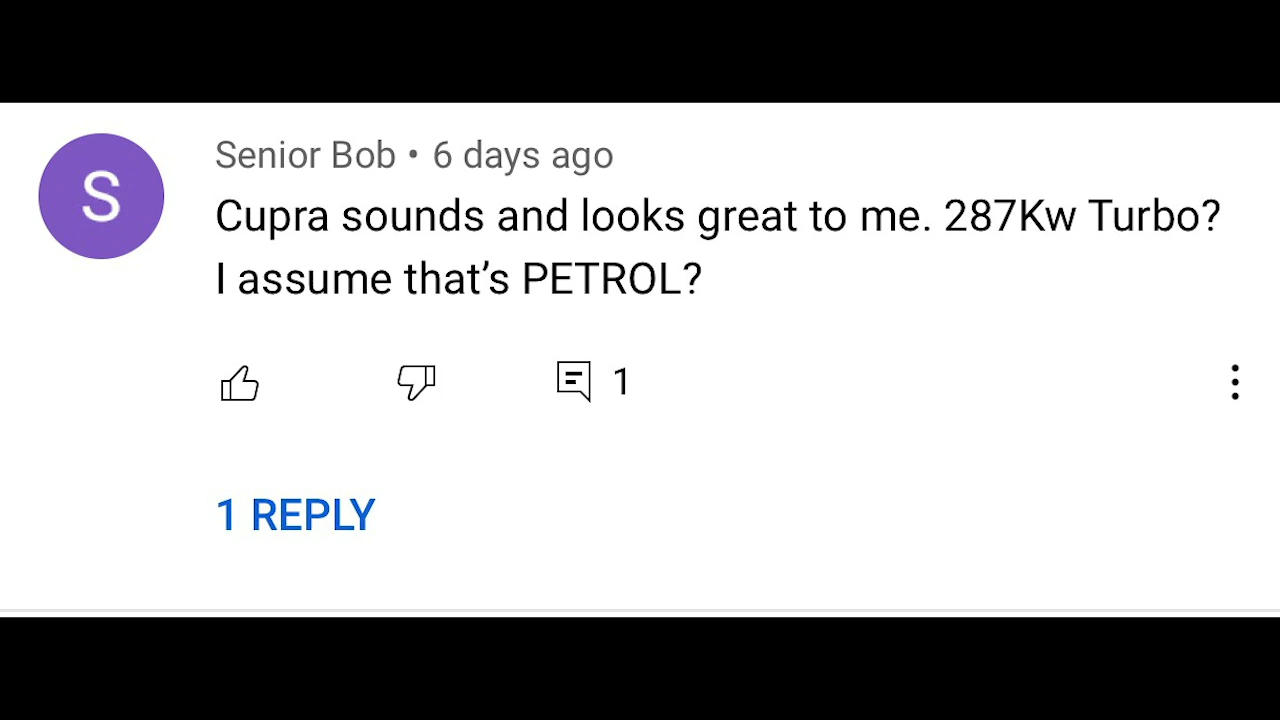 S
Senior Bob • 6 days ago
Cupra sounds and looks great to me. 287Kw Turbo?
I assume that’s PETROL?
1
1 REPLY